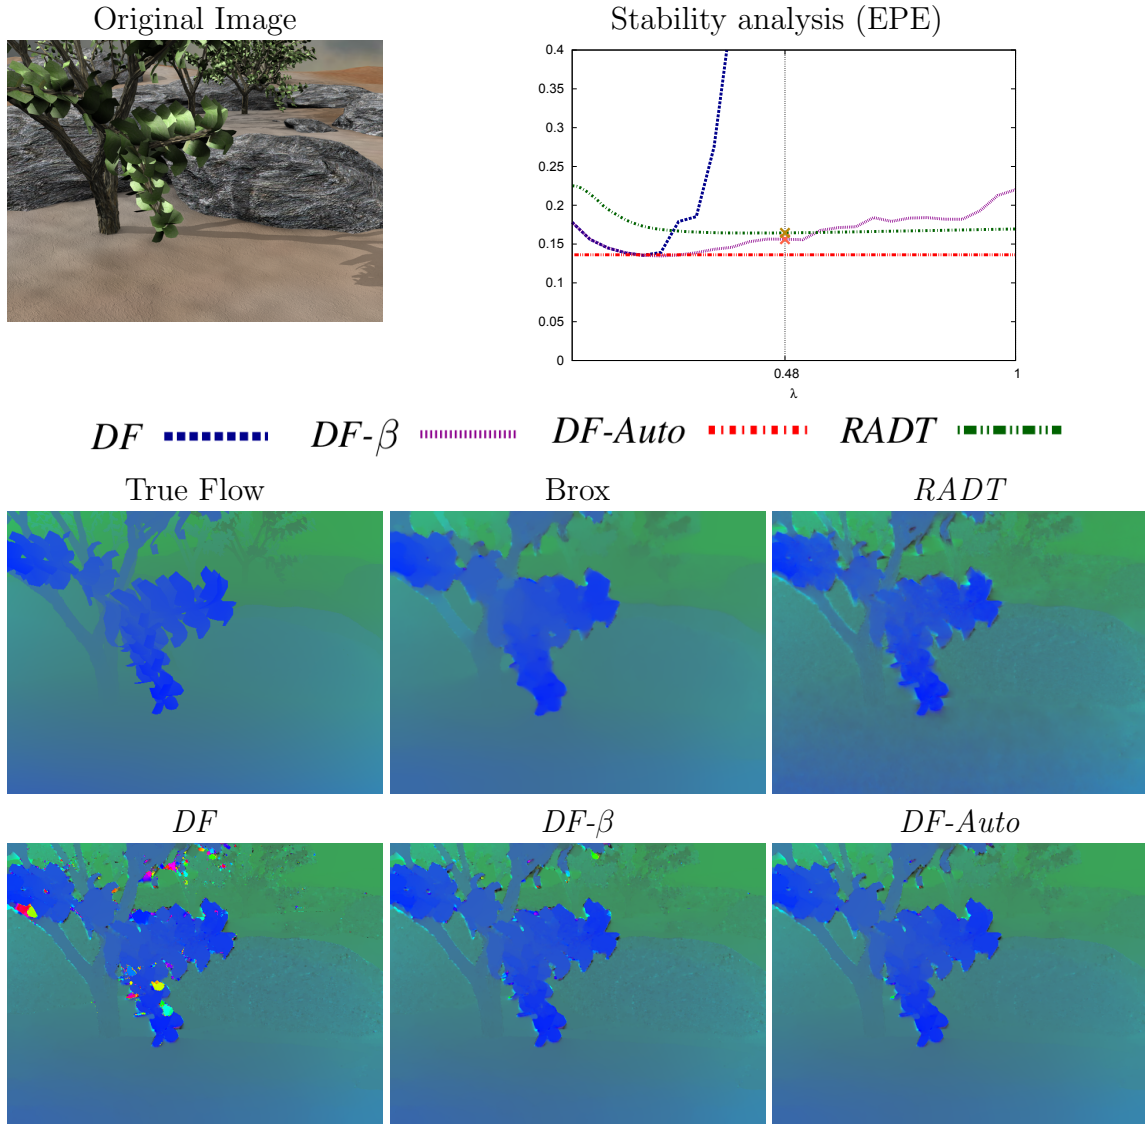 Original Image
Stability analysis (EPE)
0.4
0.35
0.3
0.25
0.2
0.15
0.1
0.05
0
0.48
1
λ
DF
DF-β
DF-Auto
RADT
True Flow
Brox
RADT
DF
DF-β
DF-Auto